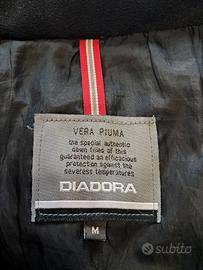 VERA PIUMA
the special authentic
down filled of this
guaranteed an efficacious
protection against the
severest temperatures
DIADORA
M
subito